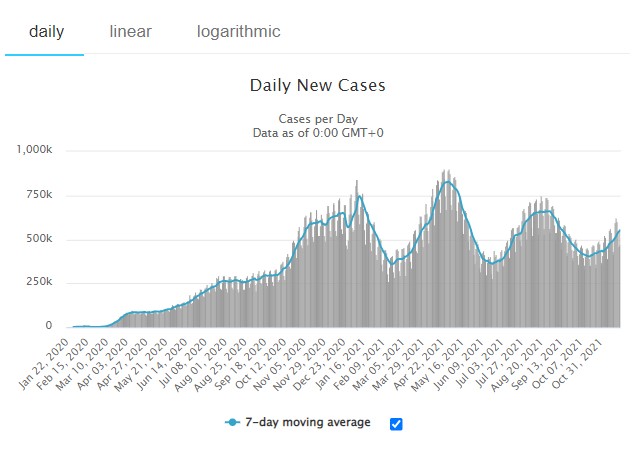 daily linear logarithmic
Daily New Cases
Cases per Day
Data as of 0:00 GMT+0
1,000k
750k
500k
250k
0
Jan 22, 2020
Feb 15, 2020
Mar 10, 2020
Apr 03, 2020
Apr 27, 2020
May 21, 2020
Jun 14, 2020
Jul 08, 2020
Aug 01, 2020
Aug 25, 2020
Sep 18, 2020
Oct 12, 2020
Nov 05, 2020
Nov 29, 2020
Dec 23, 2020
Jan 16, 2021
Feb 09, 2021
Mar 05, 2021
Mar 29, 2021
Apr 22, 2021
May 16, 2021
Jun 09, 2021
Jul 03, 2021
Jul 27, 2021
Aug 20, 2021
Sep 13, 2021
Oct 07, 2021
Oct 31, 2021
7-day moving average